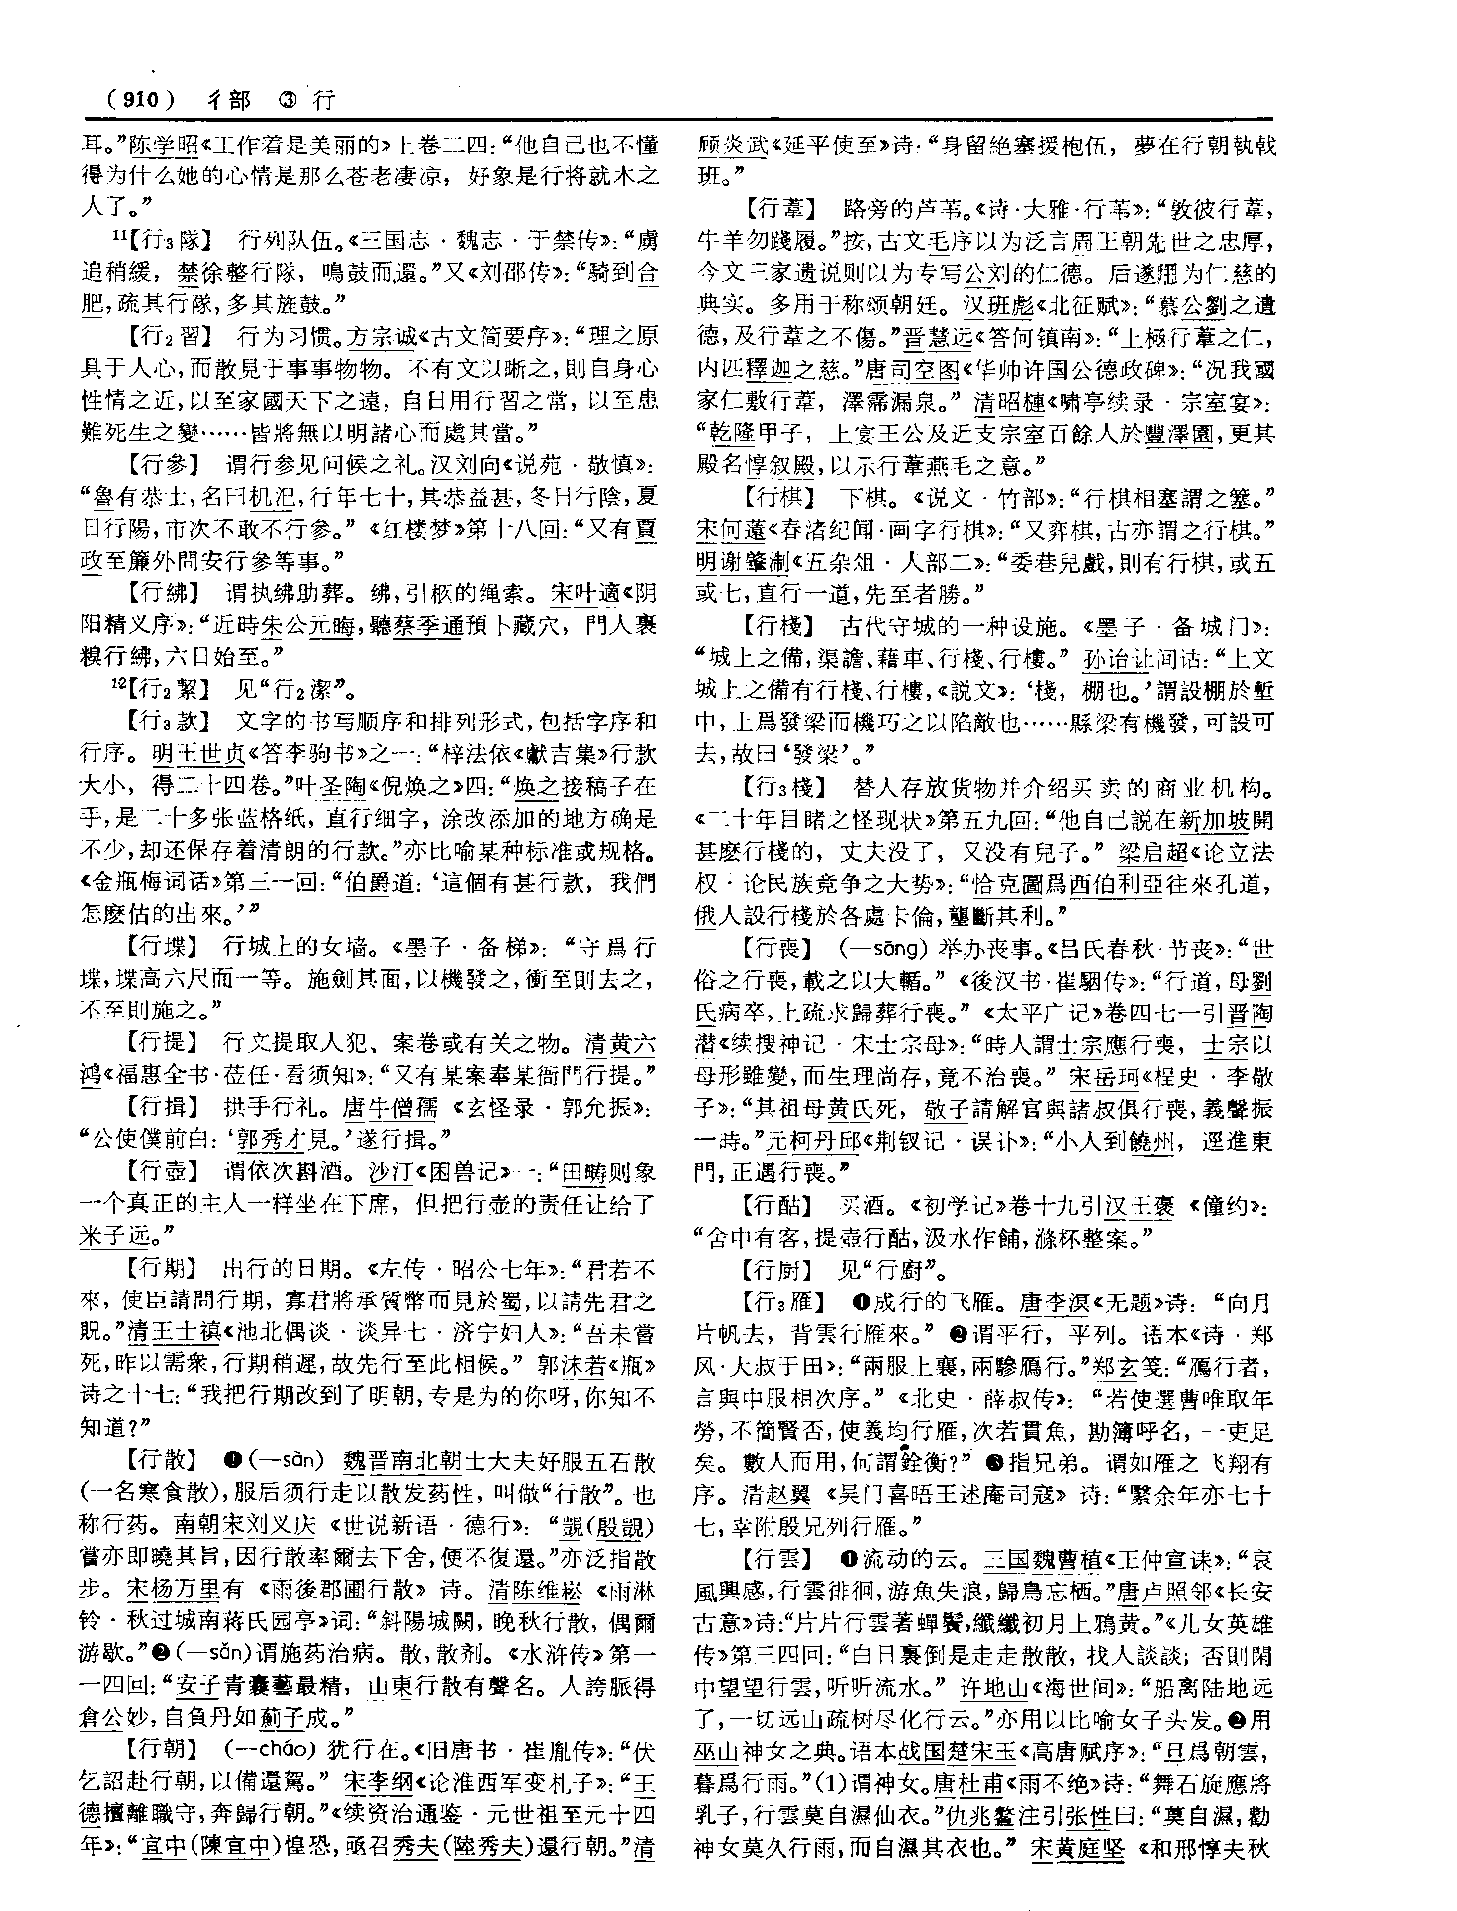 (910) 彳部 ③ 行
耳。”陈学昭《工作着是美丽的》上卷二四：“他自己也不懂
得为什么她的心情是那么苍老凄凉，好象是行将就木之
人了。”
11【行3隊】 行列队伍。《三国志·魏志·于禁传》：“虜
追稍緩，禁徐整行隊，鳴鼓而還。”又《刘邵传》：“騎到合
肥，疏其行隊，多其旌鼓。”
【行2習】 行为习惯。方宗诚《古文简要序》：“理之原
具于人心，而散見于事事物物。不有文以晰之，則自身心
性情之近，以至家國天下之遠，自日用行習之常，以至患
難死生之變……皆將無以明諸心而處其當。”
【行參】 谓行参见问候之礼。汉刘向《说苑·敬慎》：
“魯有恭士，名曰机氾，行年七十，其恭益甚，冬日行陰，夏
日行陽，市次不敢不行參。”《红楼梦》第十八回：“又有賈
政至簾外問安行參等事。”
【行紼】 谓执绋助葬。绋，引柩的绳索。宋叶適《阴
阳精义序》：“近時朱公元晦，聽蔡季通預卜藏穴，門人裹
糗行紼，六日始至。”
12【行2絜】 见“行2潔”。
【行3款】 文字的书写顺序和排列形式，包括字序和
行序。明王世贞《答李驹书》之一：“梓法依《獻吉集》行款
大小，得二十四卷。”叶圣陶《倪焕之》四：“焕之接稿子在
手，是二十多张蓝格纸，直行细字，涂改添加的地方确是
不少，却还保存着清朗的行款。”亦比喻某种标准或规格。
《金瓶梅词话》第三一回：“伯爵道：‘這個有甚行款，我們
怎麽估的出來。’”
【行堞】 行城上的女墙。《墨子·备梯》：“守爲行
堞，堞高六尺而一等。施劍其面，以機發之，衝至則去之，
不至則施之。”
【行提】 行文提取人犯、案卷或有关之物。清黄六
鸿《福惠全书·莅任·看须知》：“又有某案奉某衙門行提。”
【行揖】 拱手行礼。唐牛僧孺《玄怪录·郭允振》：
“公使僕前白：‘郭秀才見。’遂行揖。”
【行壺】 谓依次斟酒。沙汀《困兽记》一：“田畴则象
一个真正的主人一样坐在下席，但把行壶的责任让给了
米子远。”
【行期】 出行的日期。《左传·昭公七年》：“君若不
來，使臣請問行期，寡君將承質幣而見於蜀，以請先君之
貺。”清王士禛《池北偶谈·谈异七·济宁妇人》：“吾未嘗
死，昨以需衆，行期稍遲，故先行至此相候。”郭沫若《瓶》
诗之十七：“我把行期改到了明朝，专是为的你呀，你知不
知道？”
【行散】 ❶(—sàn) 魏晋南北朝士大夫好服五石散
(一名寒食散)，服后须行走以散发药性，叫做“行散”。也
称行药。南朝宋刘义庆《世说新语·德行》：“覬(殷覬)
嘗亦即曉其旨，因行散率爾去下舍，便不復還。”亦泛指散
步。宋杨万里有《雨後郡圃行散》诗。清陈维崧《雨淋
铃·秋过城南蒋氏园亭》词：“斜陽城闕，晚秋行散，偶爾
游歇。”❷(—sǎn)谓施药治病。散，散剂。《水浒传》第一
一四回：“安子青囊藝最精，山東行散有聲名。人誇脈得
倉公妙，自負丹如薊子成。”
【行朝】 (—cháo) 犹行在。《旧唐书·崔胤传》：“伏
乞詔赴行朝，以備還駕。”宋李纲《论淮西军变札子》：“王
德擅離職守，奔歸行朝。”《续资治通鉴·元世祖至元十四
年》：“宜中(陳宜中)惶恐，亟召秀夫(陸秀夫)還行朝。”清
顾炎武《延平使至》诗：“身留絶塞援枹伍，夢在行朝執戟
班。”
【行葦】 路旁的芦苇。《诗·大雅·行苇》：“敦彼行葦，
牛羊勿踐履。”按，古文毛序以为泛言周王朝先世之忠厚，
今文三家遗说则以为专写公刘的仁德。后遂用为仁慈的
典实。多用于称颂朝廷。汉班彪《北征赋》：“慕公劉之遺
德，及行葦之不傷。”晋慧远《答何镇南》：“上極行葦之仁，
内匹釋迦之慈。”唐司空图《华帅许国公德政碑》：“况我國
家仁敷行葦，澤霈漏泉。”清昭槤《啸亭续录·宗室宴》：
“乾隆甲子，上宴王公及近支宗室百餘人於豐澤園，更其
殿名惇叙殿，以示行葦燕毛之意。”
【行棋】 下棋。《说文·竹部》：“行棋相塞謂之簺。”
宋何薳《春渚纪闻·画字行棋》：“又弈棋，古亦謂之行棋。”
明谢肇淛《五杂俎·人部二》：“委巷兒戲，則有行棋，或五
或七，直行一道，先至者勝。”
【行棧】 古代守城的一种设施。《墨子·备城门》：
“城上之備，渠譫、藉車、行棧、行樓。”孙诒让间诂：“上文
城上之備有行棧、行樓，《説文》：‘棧，棚也。’謂設棚於塹
中，上爲發梁而機巧之以陷敵也……縣梁有機發，可設可
去，故曰‘發梁’。”
【行3棧】 替人存放货物并介绍买卖的商业机构。
《二十年目睹之怪现状》第五九回：“他自己説在新加坡開
甚麽行棧的，丈夫没了，又没有兒子。”梁启超《论立法
权·论民族竞争之大势》：“恰克圖爲西伯利亞往來孔道，
俄人設行棧於各處卡倫，壟斷其利。”
【行喪】 (—sāng) 举办丧事。《吕氏春秋·节丧》：“世
俗之行喪，載之以大輴。”《後汉书·崔駰传》：“行道，母劉
氏病卒，上疏求歸葬行喪。”《太平广记》卷四七一引晋陶
潜《续搜神记·宋士宗母》：“時人謂士宗應行喪，士宗以
母形雖變，而生理尚存，竟不治喪。”宋岳珂《桯史·李敬
子》：“其祖母黄氏死，敬子請解官與諸叔俱行喪，義聲振
一時。”元柯丹邱《荆钗记·误讣》：“小人到饒州，逕進東
門，正遇行喪。”
【行酤】 买酒。《初学记》卷十九引汉王褒《僮约》：
“舍中有客，提壺行酤，汲水作餔，滌杯整案。”
【行厨】 见“行廚”。
【行3雁】 ❶成行的飞雁。唐李溟《无题》诗：“向月
片帆去，背雲行雁來。”❷谓平行，平列。语本《诗·郑
风·大叔于田》：“兩服上襄，兩驂鴈行。”郑玄笺：“鴈行者，
言與中服相次序。”《北史·薛叔传》：“若使選曹唯取年
勞，不簡賢否，使義均行雁，次若貫魚，勘簿呼名，一吏足
矣。數人而用，何謂銓衡？”❸指兄弟。谓如雁之飞翔有
序。清赵翼《吴门喜晤王述庵司寇》诗：“繄余年亦七十
七，幸附殷兄列行雁。”
【行雲】 ❶流动的云。三国魏曹植《王仲宣诔》：“哀
風興感，行雲徘徊，游魚失浪，歸鳥忘栖。”唐卢照邻《长安
古意》诗：“片片行雲著蟬鬢，纖纖初月上鴉黄。”《儿女英雄
传》第三四回：“白日裏倒是走走散散，找人談談；否則閑
中望望行雲，听听流水。”许地山《海世间》：“船离陆地远
了，一切远山疏树尽化行云。”亦用以比喻女子头发。❷用
巫山神女之典。语本战国楚宋玉《高唐赋序》：“旦爲朝雲，
暮爲行雨。”(1)谓神女。唐杜甫《雨不绝》诗：“舞石旋應將
乳子，行雲莫自濕仙衣。”仇兆鳌注引张性曰：“莫自濕，勸
神女莫久行雨，而自濕其衣也。”宋黄庭坚《和邢惇夫秋